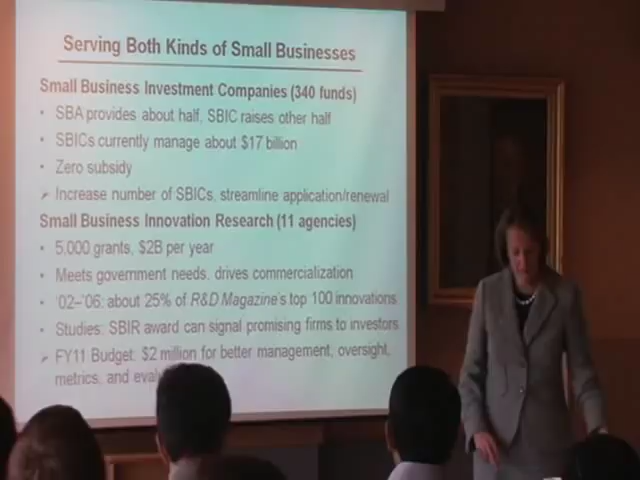 Serving Both Kinds of Small Businesses
Small Business Investment Companies (340 funds)
• SBA provides about half, SBIC raises other half
• SBICs currently manage about $17 billion
• Zero subsidy
➢ Increase number of SBICs, streamline application/renewal
Small Business Innovation Research (11 agencies)
• 5,000 grants, $2B per year
• Meets government needs, drives commercialization
• '02–'06: about 25% of R&D Magazine's top 100 innovations
• Studies: SBIR award can signal promising firms to investors
➢ FY11 Budget: $2 million for better management, oversight,
metrics, and